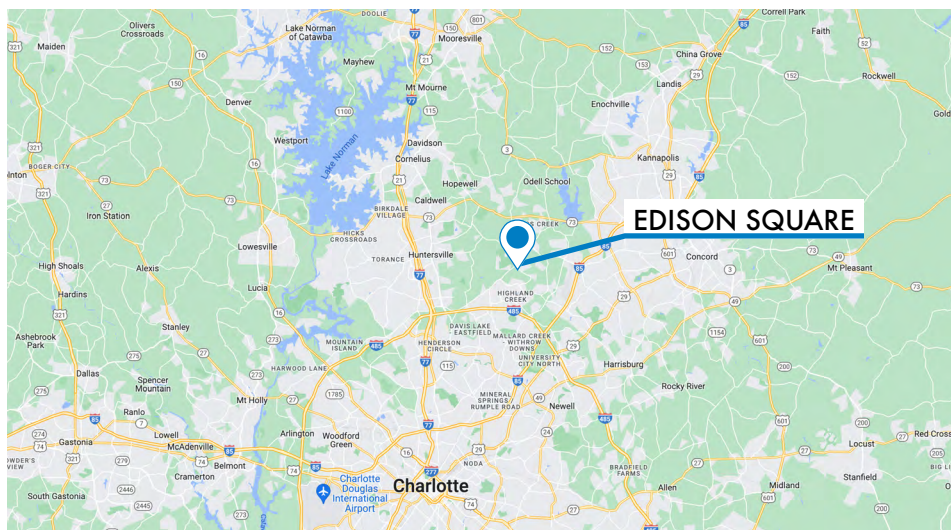 DOOLIE
Correll Park
Maiden
Olivers
Crossroads
Lake Norman
of Catawba
Mooresville
Faith
Mayhew
China Grove
Rockwell
Mt Mourne
Landis
Denver
Enochville
Westport
Davidson
Lake Norman
Cornelius
Kannapolis
BOGER CITY
Hopewell
Odell School
Iron Station
BIRKDALE
VILLAGE
Caldwell
EDISON SQUARE
HICKS
CROSSROADS
Lowesville
TORANCE
Huntersville
Concord
High Shoals
Alexis
Mt Pleasant
Hardins
Lucia
HIGHLAND
CREEK
Stanley
DAVIS LAKE
- EASTFIELD
MALLARD CREEK
- WITHROW
DOWNS
Ashebrook
Park
MOUNTAIN
ISLAND
HENDERSON
CIRCLE
UNIVERSITY
CITY NORTH
Harrisburg
Dallas
Spencer
Mountain
HARWOOD LANE
Rocky River
Mt Holly
MINERAL
SPRINGS /
RUMPLE ROAD
Newell
Ranlo
Lowell
Arlington
Woodford
Green
Red Cross
Gastonia
McAdenville
Locust
Belmont
NODA
BRADFIELD
FARMS
Cramerton
Charlotte
Douglas
International
Airport
Charlotte
Stanfield
South Gastonia
Allen
Midland